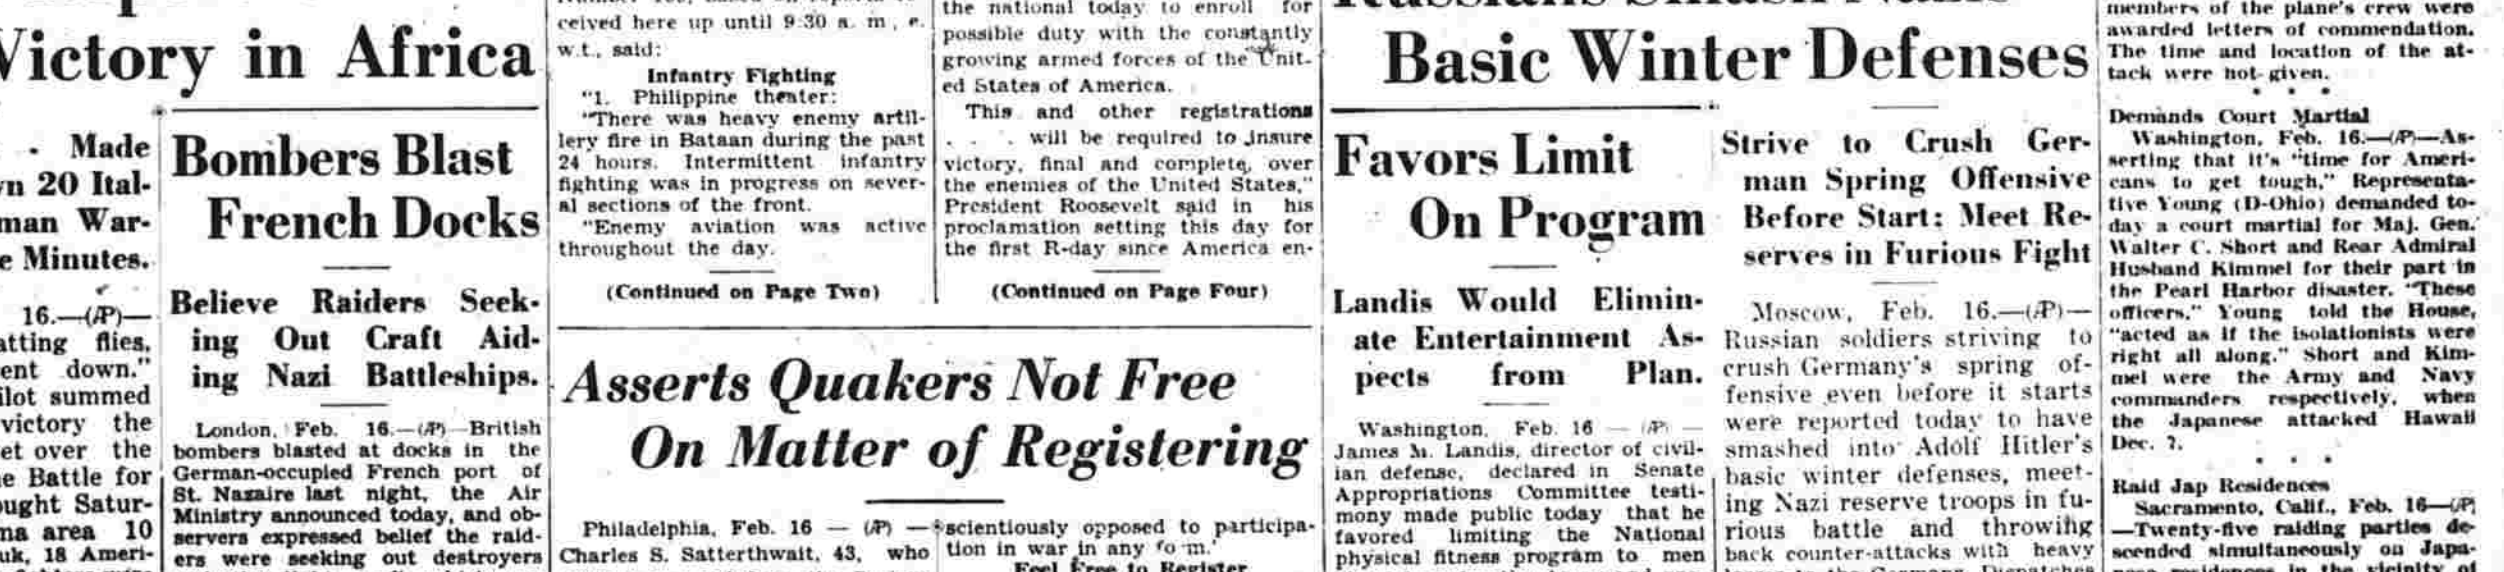 Victory in Africa
Made
n 20 Ital-
man War-
e Minutes.
16.—(AP)—
atting flies,
ent down."
ilot summed
victory the
et over the
e Battle for
ought Satur-
na area 10
uk, 18 Ameri-
Bombers Blast
French Docks
Believe Raiders Seek-
ing Out Craft Aid-
ing Nazi Battleships.
London, Feb. 16.—(AP)—British
bombers blasted at docks in the
German-occupied French port of
St. Nazaire last night, the Air
Ministry announced today, and ob-
servers expressed belief the raid-
ers were seeking out destroyers
ceived here up until 9:30 a. m., e.
w.t., said:
Infantry Fighting
"1. Philippine theater:
"There was heavy enemy artil-
lery fire in Bataan during the past
24 hours. Intermittent infantry
fighting was in progress on sever-
al sections of the front.
"Enemy aviation was active
throughout the day.
(Continued on Page Two)
the national today to enroll for
possible duty with the constantly
growing armed forces of the Unit-
ed States of America.
This and other registrations
. . . will be required to insure
victory, final and complete, over
the enemies of the United States,"
President Roosevelt said in his
proclamation setting this day for
the first R-day since America en-
(Continued on Page Four)
Asserts Quakers Not Free
On Matter of Registering
Philadelphia, Feb. 16 — (AP) —
Charles S. Satterthwait, 43, who
scientiously opposed to participa-
tion in war in any fo m.'
Feel Free to Register
Basic Winter Defenses
Favors Limit
On Program
Landis Would Elimin-
ate Entertainment As-
pects from Plan.
Washington, Feb. 16 — (AP) —
James M. Landis, director of civil-
ian defense, declared in Senate
Appropriations Committee testi-
mony made public today that he
favored limiting the National
physical fitness program to men
Strive to Crush Ger-
man Spring Offensive
Before Start; Meet Re-
serves in Furious Fight
Moscow, Feb. 16.—(AP)—
Russian soldiers striving to
crush Germany's spring of-
fensive even before it starts
were reported today to have
smashed into Adolf Hitler's
basic winter defenses, meet-
ing Nazi reserve troops in fu-
rious battle and throwing
back counter-attacks with heavy
members of the plane's crew were
awarded letters of commendation.
The time and location of the at-
tack were not given.
• • •
Demands Court Martial
Washington, Feb. 16.—(AP)—As-
serting that it's "time for Ameri-
cans to get tough," Representa-
tive Young (D-Ohio) demanded to-
day a court martial for Maj. Gen.
Walter C. Short and Rear Admiral
Husband Kimmel for their part in
the Pearl Harbor disaster. "These
officers," Young told the House,
"acted as if the isolationists were
right all along." Short and Kim-
mel were the Army and Navy
commanders respectively, when
the Japanese attacked Hawaii
Dec. 7.
• • •
Raid Jap Residences
Sacramento, Calif., Feb. 16—(AP)
—Twenty-five raiding parties de-
scended simultaneously on Japa-
nese residences in the vicinity of